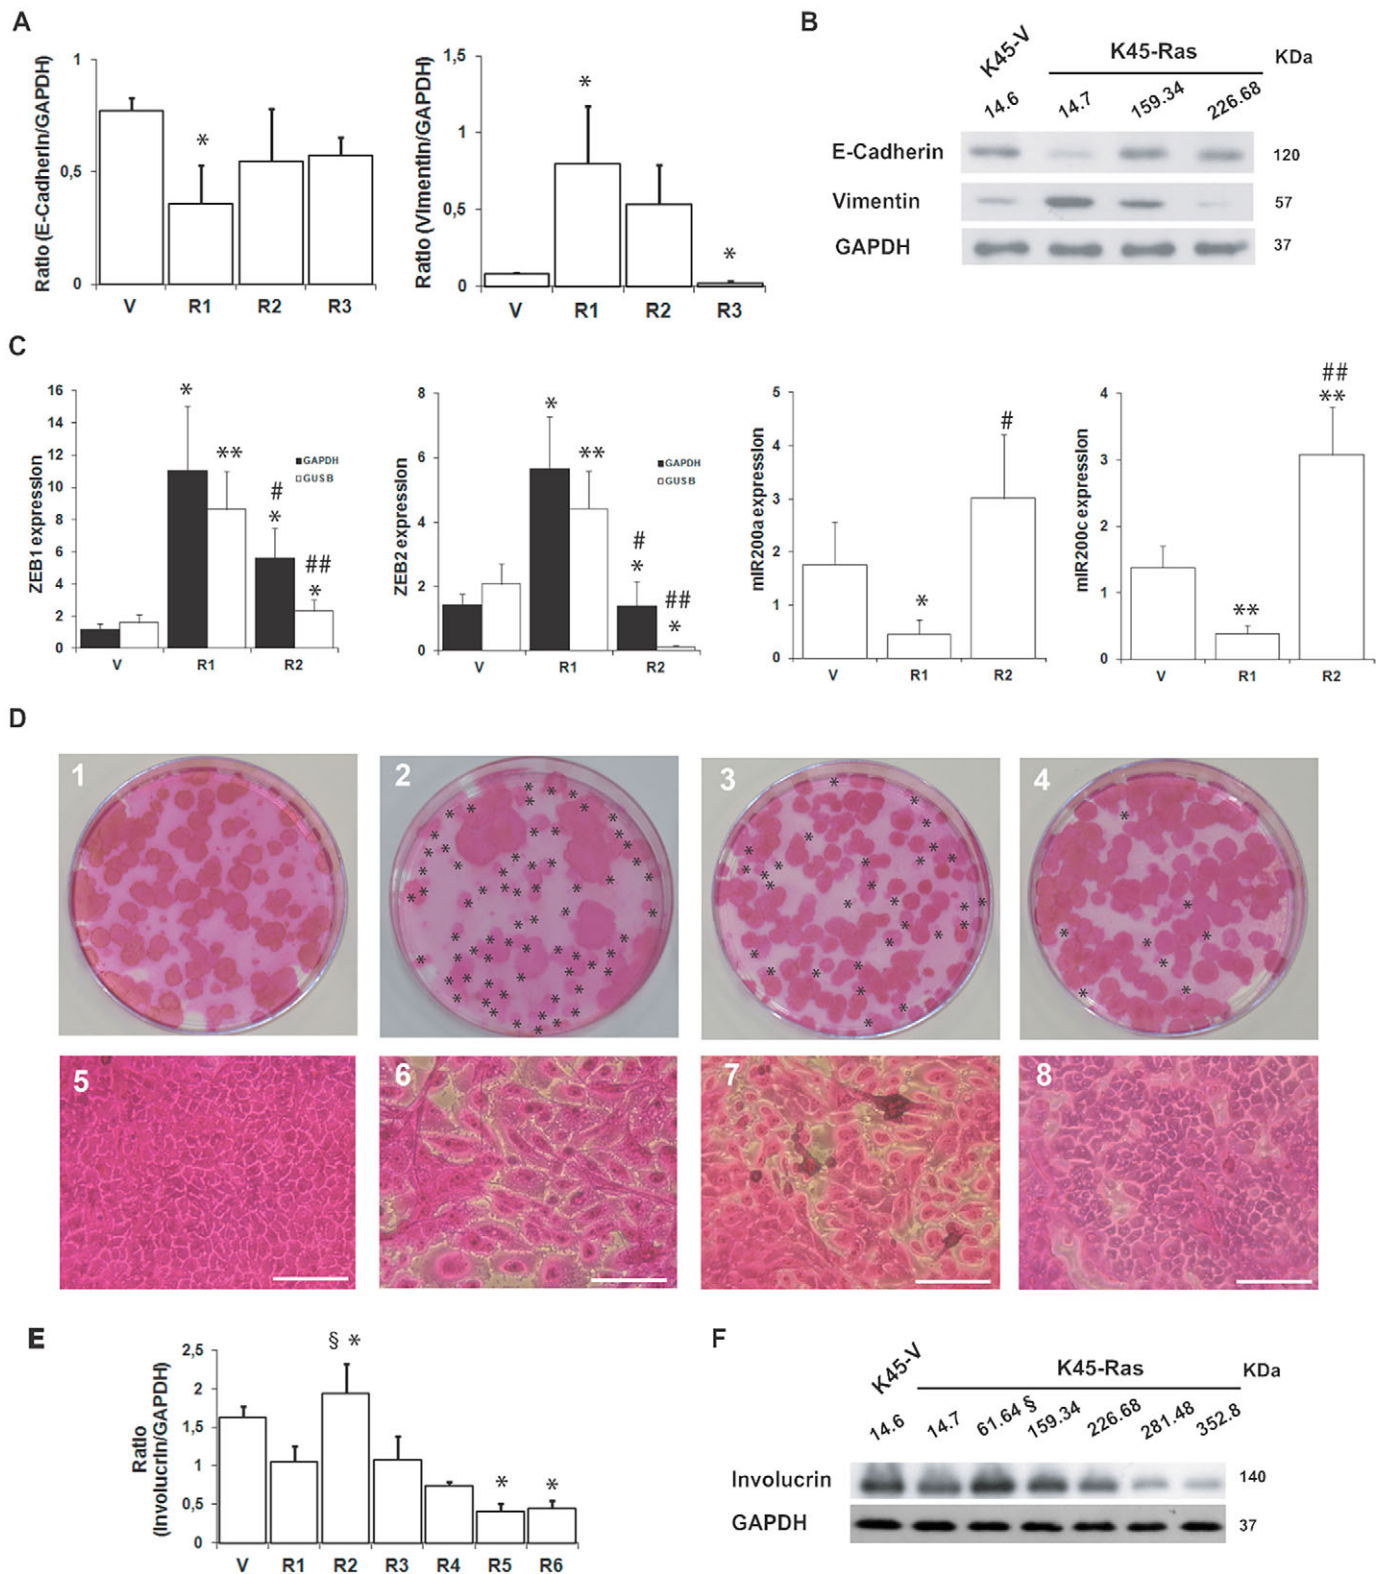 A
Ratio (E-CadherIn/GAPDH)
1
0,5
0
*
V R1 R2 R3
Ratio (VImentIn/GAPDH)
1,5
1
0,5
0
*
*
V R1 R2 R3
B
K45-V
K45-Ras
KDa
14.6 14.7 159.34 226.68
E-Cadherin 120
Vimentin 57
GAPDH 37
C
ZEB1 expression
16
14
12
10
8
6
4
2
0
*
**
#
*
##
*
GAPDH
GUSB
V R1 R2
ZEB2 expression
8
6
4
2
0
*
**
#
*
##
*
GAPDH
GUSB
V R1 R2
mIR200a expression
5
4
3
2
1
0
*
#
V R1 R2
mIR200c expression
4
3
2
1
0
**
##
**
V R1 R2
D
1 2 3 4
5 6 7 8
E
Ratio
(InvolucrIn/GAPDH)
2,5
2
1,5
1
0,5
0
§ *
*
*
V R1 R2 R3 R4 R5 R6
F
K45-V
K45-Ras
KDa
14.6 14.7 61.64 § 159.34 226.68 281.48 352.8
Involucrin 140
GAPDH 37